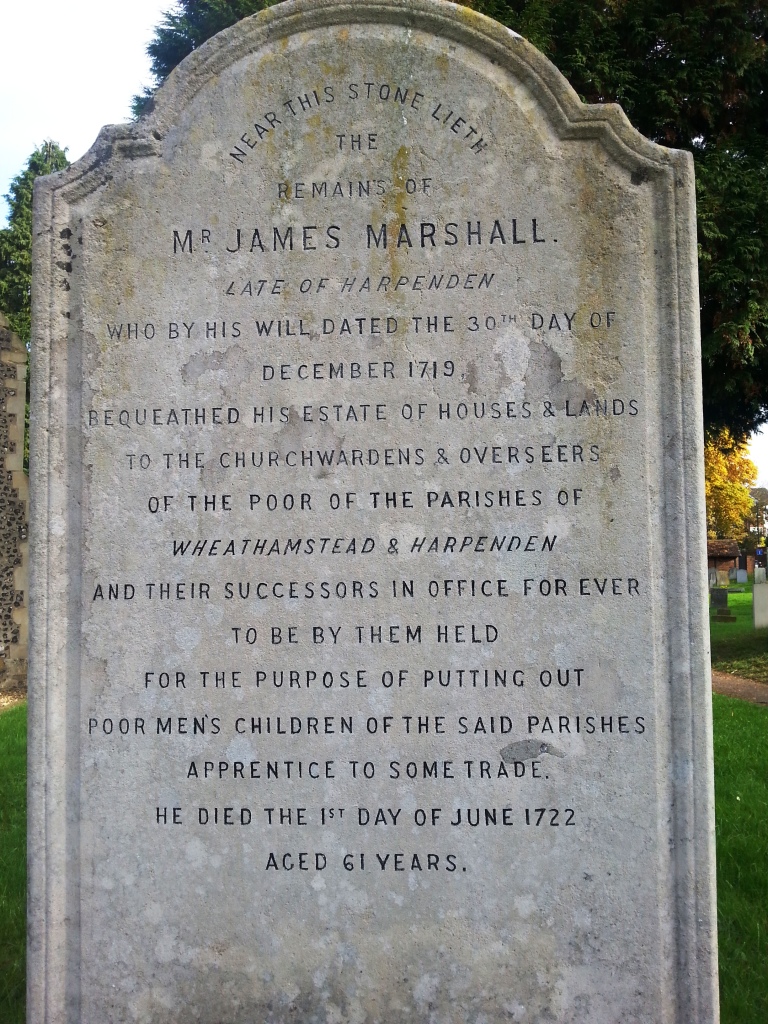 NEAR THIS STONE LIETH
THE
REMAINS OF
MR JAMES MARSHALL.
LATE OF HARPENDEN
WHO BY HIS WILL DATED THE 30TH DAY OF
DECEMBER 1719,
BEQUEATHED HIS ESTATE OF HOUSES & LANDS
TO THE CHURCHWARDENS & OVERSEERS
OF THE POOR OF THE PARISHES OF
WHEATHAMSTEAD & HARPENDEN
AND THEIR SUCCESSORS IN OFFICE FOR EVER
TO BE BY THEM HELD
FOR THE PURPOSE OF PUTTING OUT
POOR MEN'S CHILDREN OF THE SAID PARISHES
APPRENTICE TO SOME TRADE.
HE DIED THE 1ST DAY OF JUNE 1722
AGED 61 YEARS.